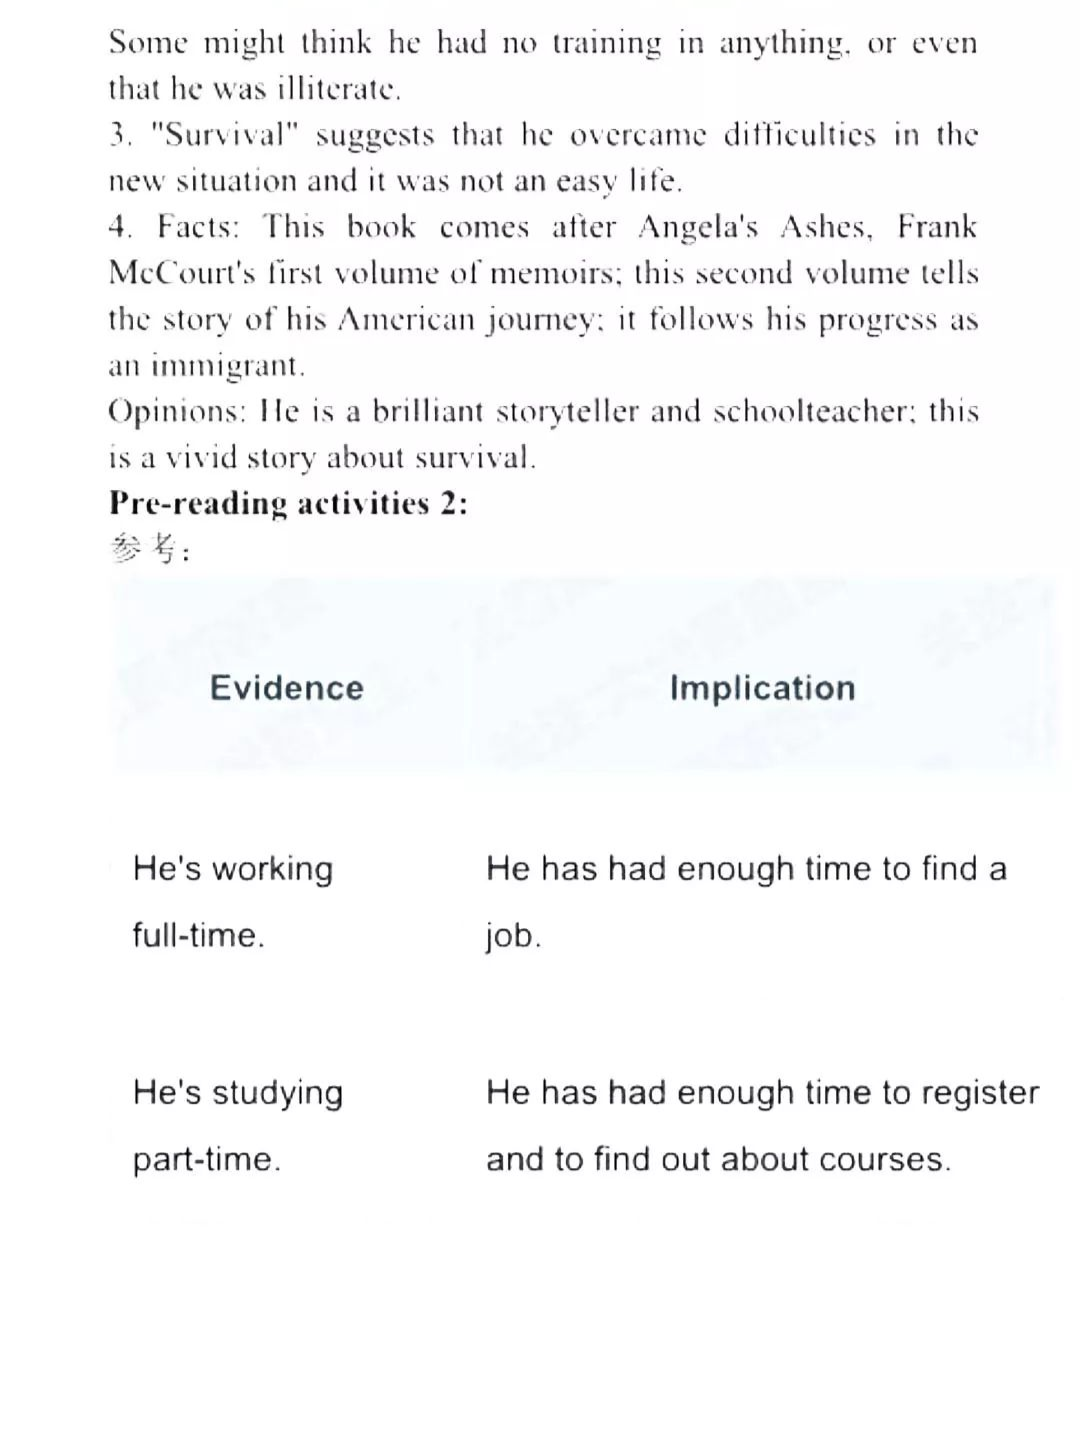 Some might think he had no training in anything, or even
that he was illiterate.
3. "Survival" suggests that he overcame difficulties in the
new situation and it was not an easy life.
4. Facts: This book comes after Angela's Ashes, Frank
McCourt's first volume of memoirs; this second volume tells
the story of his American journey; it follows his progress as
an immigrant.
Opinions: He is a brilliant storyteller and schoolteacher; this
is a vivid story about survival.
Pre-reading activities 2:
参考:
Evidence Implication
He's working He has had enough time to find a
full-time. job.
He's studying He has had enough time to register
part-time. and to find out about courses.